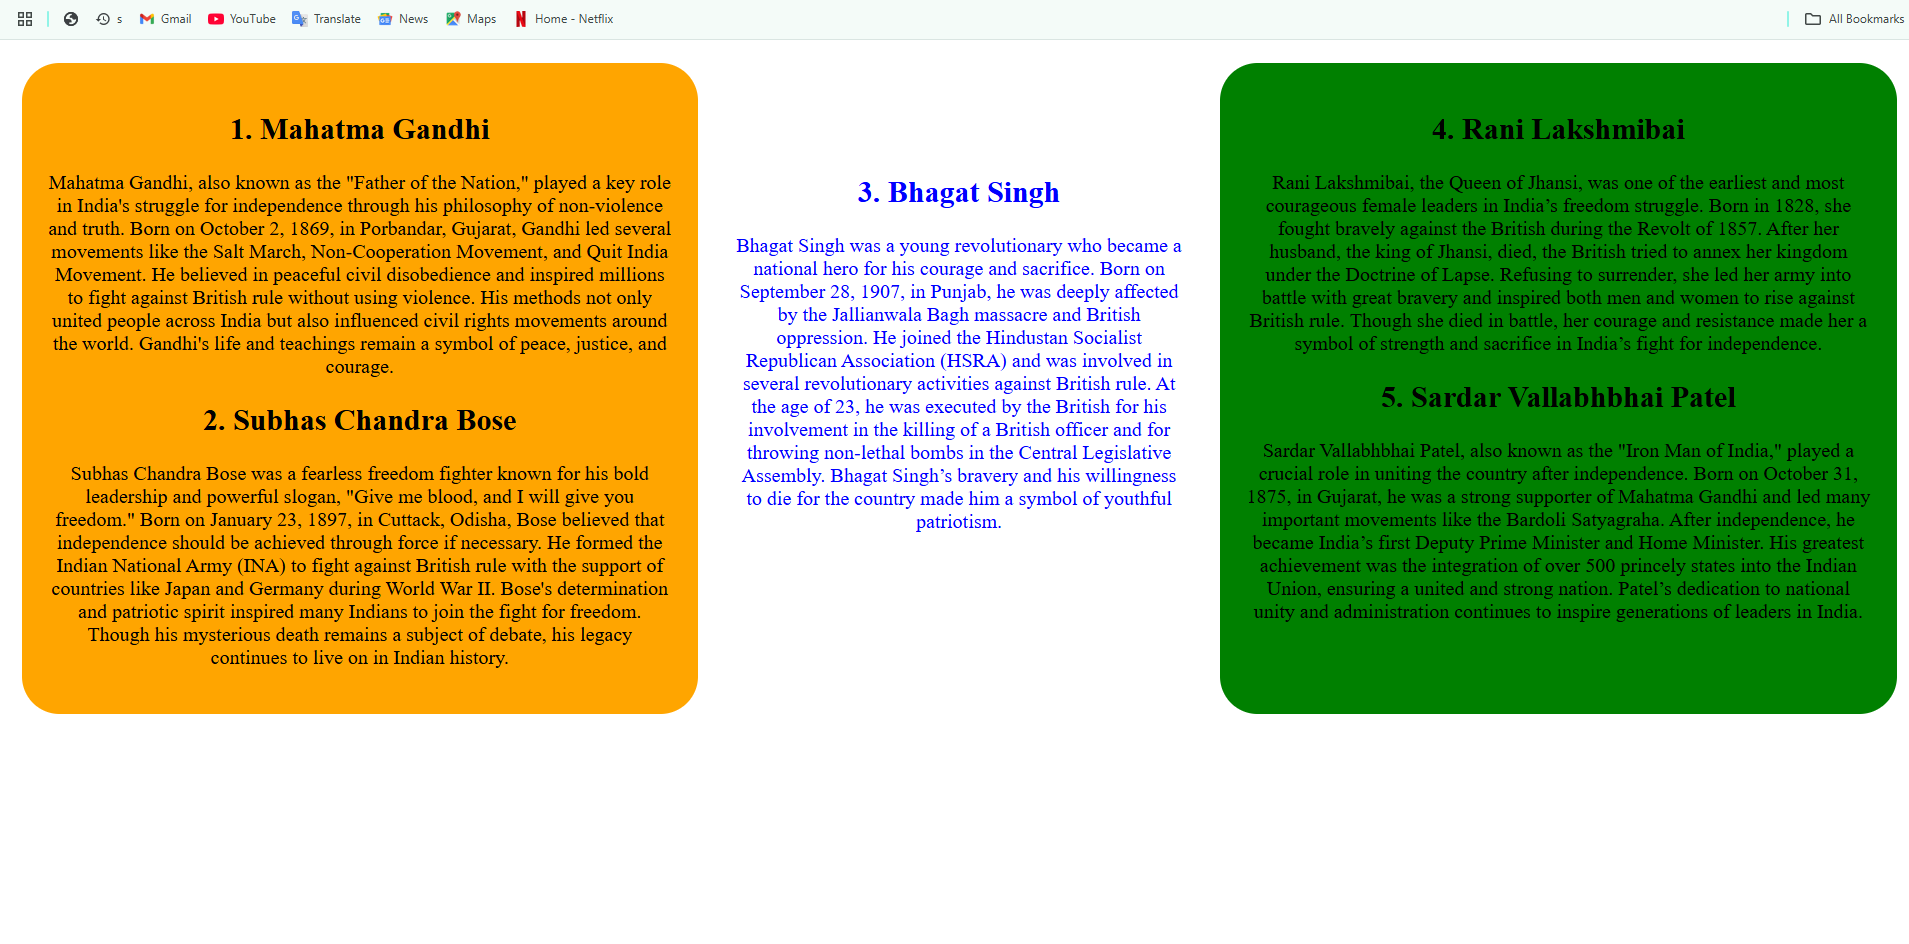 s
Gmail
YouTube
Translate
News
Maps
Home - Netflix
All Bookmarks
1. Mahatma Gandhi
Mahatma Gandhi, also known as the "Father of the Nation," played a key role
in India's struggle for independence through his philosophy of non-violence
and truth. Born on October 2, 1869, in Porbandar, Gujarat, Gandhi led several
movements like the Salt March, Non-Cooperation Movement, and Quit India
Movement. He believed in peaceful civil disobedience and inspired millions
to fight against British rule without using violence. His methods not only
united people across India but also influenced civil rights movements around
the world. Gandhi's life and teachings remain a symbol of peace, justice, and
courage.
2. Subhas Chandra Bose
Subhas Chandra Bose was a fearless freedom fighter known for his bold
leadership and powerful slogan, "Give me blood, and I will give you
freedom." Born on January 23, 1897, in Cuttack, Odisha, Bose believed that
independence should be achieved through force if necessary. He formed the
Indian National Army (INA) to fight against British rule with the support of
countries like Japan and Germany during World War II. Bose's determination
and patriotic spirit inspired many Indians to join the fight for freedom.
Though his mysterious death remains a subject of debate, his legacy
continues to live on in Indian history.
3. Bhagat Singh
Bhagat Singh was a young revolutionary who became a
national hero for his courage and sacrifice. Born on
September 28, 1907, in Punjab, he was deeply affected
by the Jallianwala Bagh massacre and British
oppression. He joined the Hindustan Socialist
Republican Association (HSRA) and was involved in
several revolutionary activities against British rule. At
the age of 23, he was executed by the British for his
involvement in the killing of a British officer and for
throwing non-lethal bombs in the Central Legislative
Assembly. Bhagat Singh’s bravery and his willingness
to die for the country made him a symbol of youthful
patriotism.
4. Rani Lakshmibai
Rani Lakshmibai, the Queen of Jhansi, was one of the earliest and most
courageous female leaders in India’s freedom struggle. Born in 1828, she
fought bravely against the British during the Revolt of 1857. After her
husband, the king of Jhansi, died, the British tried to annex her kingdom
under the Doctrine of Lapse. Refusing to surrender, she led her army into
battle with great bravery and inspired both men and women to rise against
British rule. Though she died in battle, her courage and resistance made her a
symbol of strength and sacrifice in India’s fight for independence.
5. Sardar Vallabhbhai Patel
Sardar Vallabhbhai Patel, also known as the "Iron Man of India," played a
crucial role in uniting the country after independence. Born on October 31,
1875, in Gujarat, he was a strong supporter of Mahatma Gandhi and led many
important movements like the Bardoli Satyagraha. After independence, he
became India’s first Deputy Prime Minister and Home Minister. His greatest
achievement was the integration of over 500 princely states into the Indian
Union, ensuring a united and strong nation. Patel’s dedication to national
unity and administration continues to inspire generations of leaders in India.